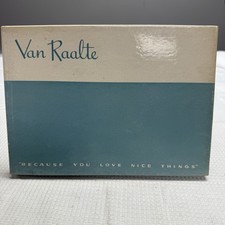 Van Raalte
"BECAUSE YOU LOVE NICE THINGS"